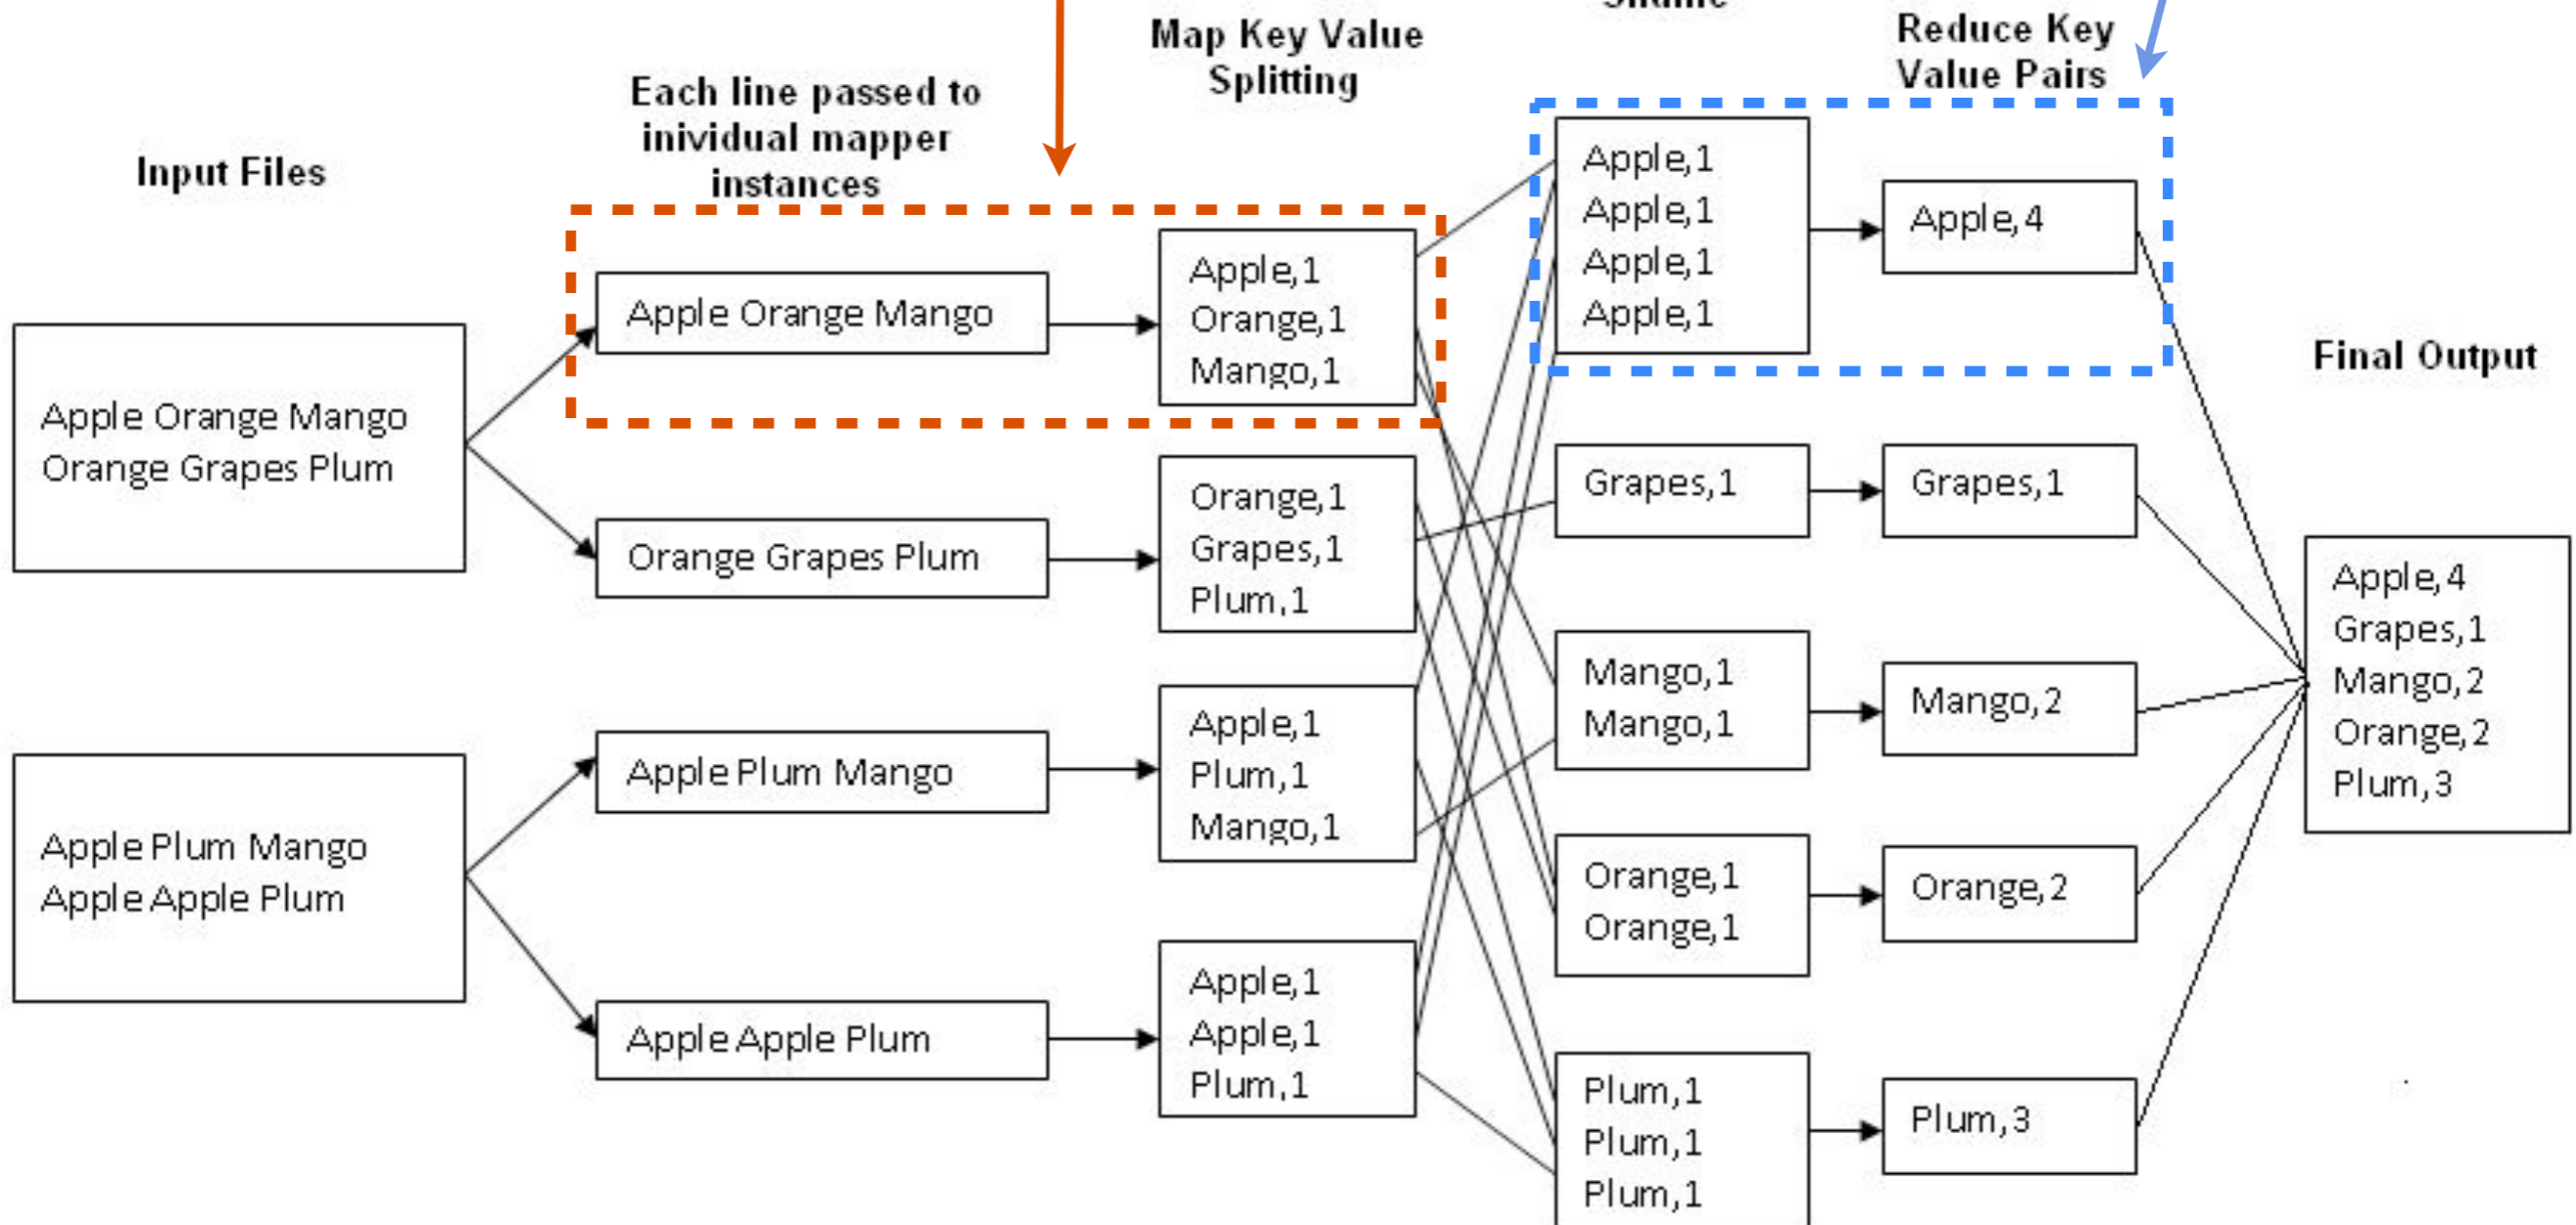 Input Files
Apple Orange Mango
Orange Grapes Plum
Apple Plum Mango
Apple Apple Plum
Each line passed to
inividual mapper
instances
Apple Orange Mango
Orange Grapes Plum
Apple Plum Mango
Apple Apple Plum
Map Key Value
Splitting
Apple,1
Orange,1
Mango,1
Orange,1
Grapes,1
Plum,1
Apple,1
Plum,1
Mango,1
Apple,1
Apple,1
Plum,1
Apple,1
Apple,1
Apple,1
Apple,1
Grapes,1
Mango,1
Mango,1
Orange,1
Orange,1
Plum,1
Plum,1
Plum,1
Reduce Key
Value Pairs
Apple,4
Grapes,1
Mango,2
Orange,2
Plum,3
Final Output
Apple,4
Grapes,1
Mango,2
Orange,2
Plum,3